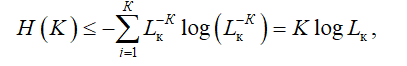 H(K) ≤ −∑_{i=1}^{K} L_к^{−K} log(L_к^{−K}) = K log L_к,